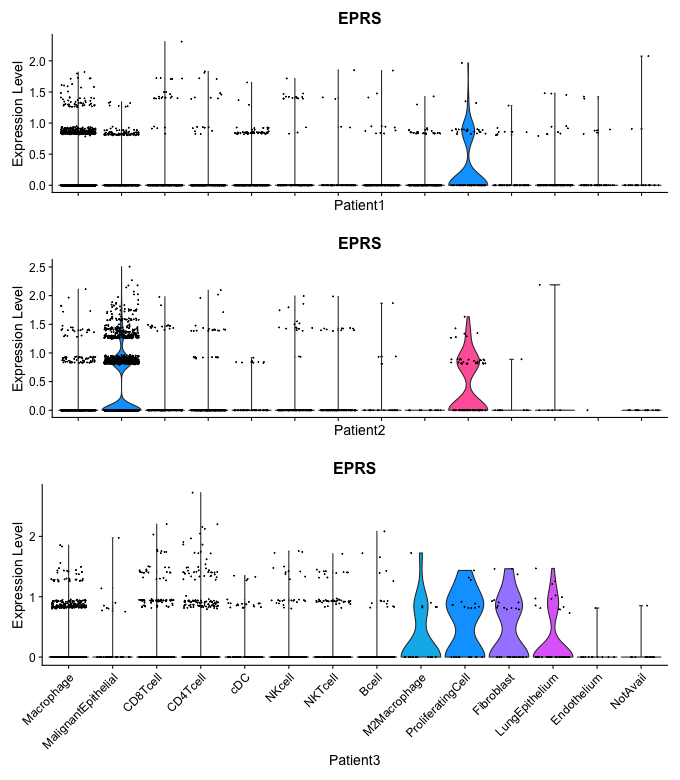 EPRS
Expression Level
2.0
1.5
1.0
0.5
0.0
Patient1
EPRS
Expression Level
2.5
2.0
1.5
1.0
0.5
0.0
Patient2
EPRS
Expression Level
2
1
0
Macrophage
MalignantEpithelial
CD8Tcell
CD4Tcell
cDC
NKcell
NKTcell
Bcell
M2Macrophage
ProliferatingCell
Fibroblast
LungEpithelium
Endothelium
NotAvail
Patient3